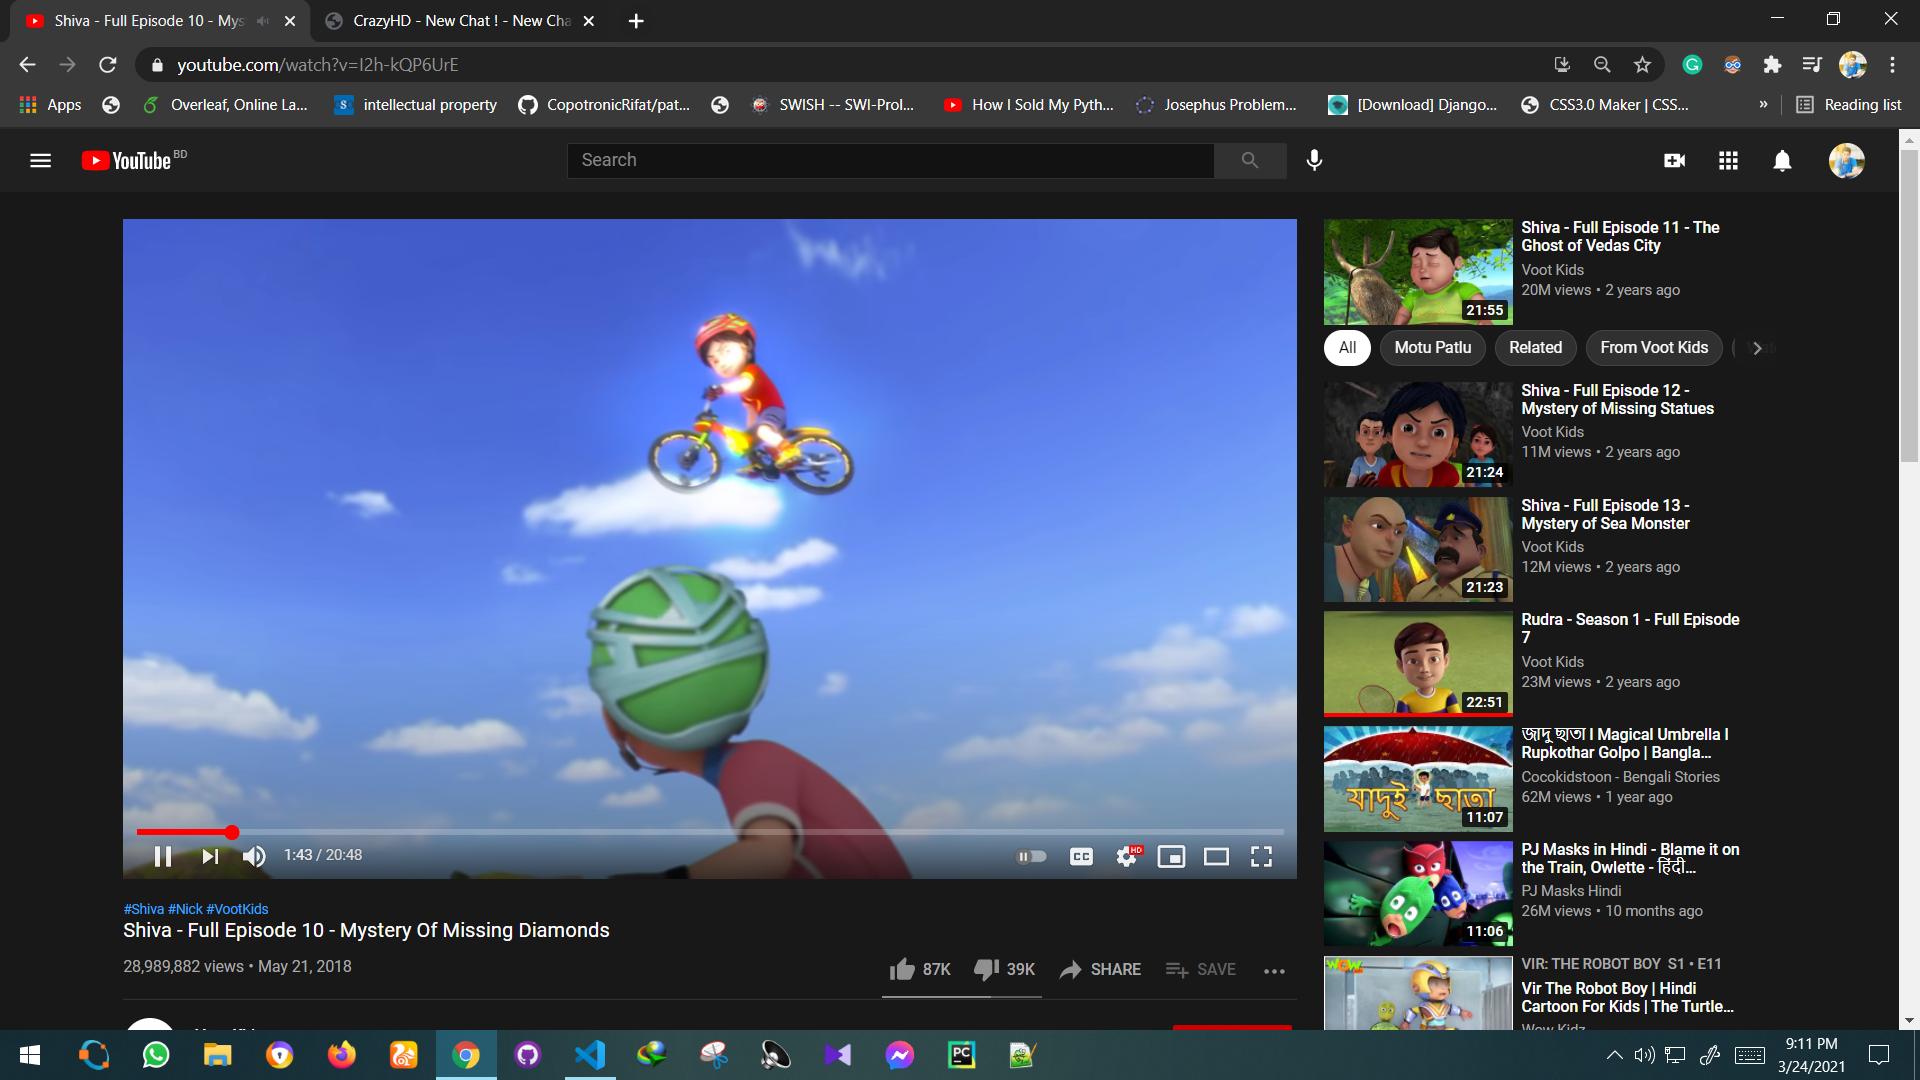 Shiva - Full Episode 10 - Mys
CrazyHD - New Chat ! - New Cha
youtube.com/watch?v=I2h-kQP6UrE
Apps
Overleaf, Online La...
intellectual property
CopotronicRifat/pat...
SWISH -- SWI-Prol...
How I Sold My Pyth...
Josephus Problem...
[Download] Django...
CSS3.0 Maker | CSS...
»
Reading list
YouTube BD
Search
Shiva - Full Episode 11 - The
Ghost of Vedas City
Voot Kids
20M views • 2 years ago
21:55
All
Motu Patlu
Related
From Voot Kids
Shiva - Full Episode 12 -
Mystery of Missing Statues
Voot Kids
11M views • 2 years ago
21:24
Shiva - Full Episode 13 -
Mystery of Sea Monster
Voot Kids
12M views • 2 years ago
21:23
Rudra - Season 1 - Full Episode
7
Voot Kids
23M views • 2 years ago
22:51
জাদু ছাতা I Magical Umbrella I
Rupkothar Golpo | Bangla...
Cocokidstoon - Bengali Stories
62M views • 1 year ago
যাদুই ছাতা
11:07
PJ Masks in Hindi - Blame it on
the Train, Owlette - हिंदी...
PJ Masks Hindi
26M views • 10 months ago
11:06
VIR: THE ROBOT BOY S1 • E11
Vir The Robot Boy | Hindi
Cartoon For Kids | The Turtle...
Wow Kidz
WOW
1:43 / 20:48
CC
HD
#Shiva #Nick #VootKids
Shiva - Full Episode 10 - Mystery Of Missing Diamonds
28,989,882 views • May 21, 2018
87K
39K
SHARE
SAVE
PC
9:11 PM
3/24/2021